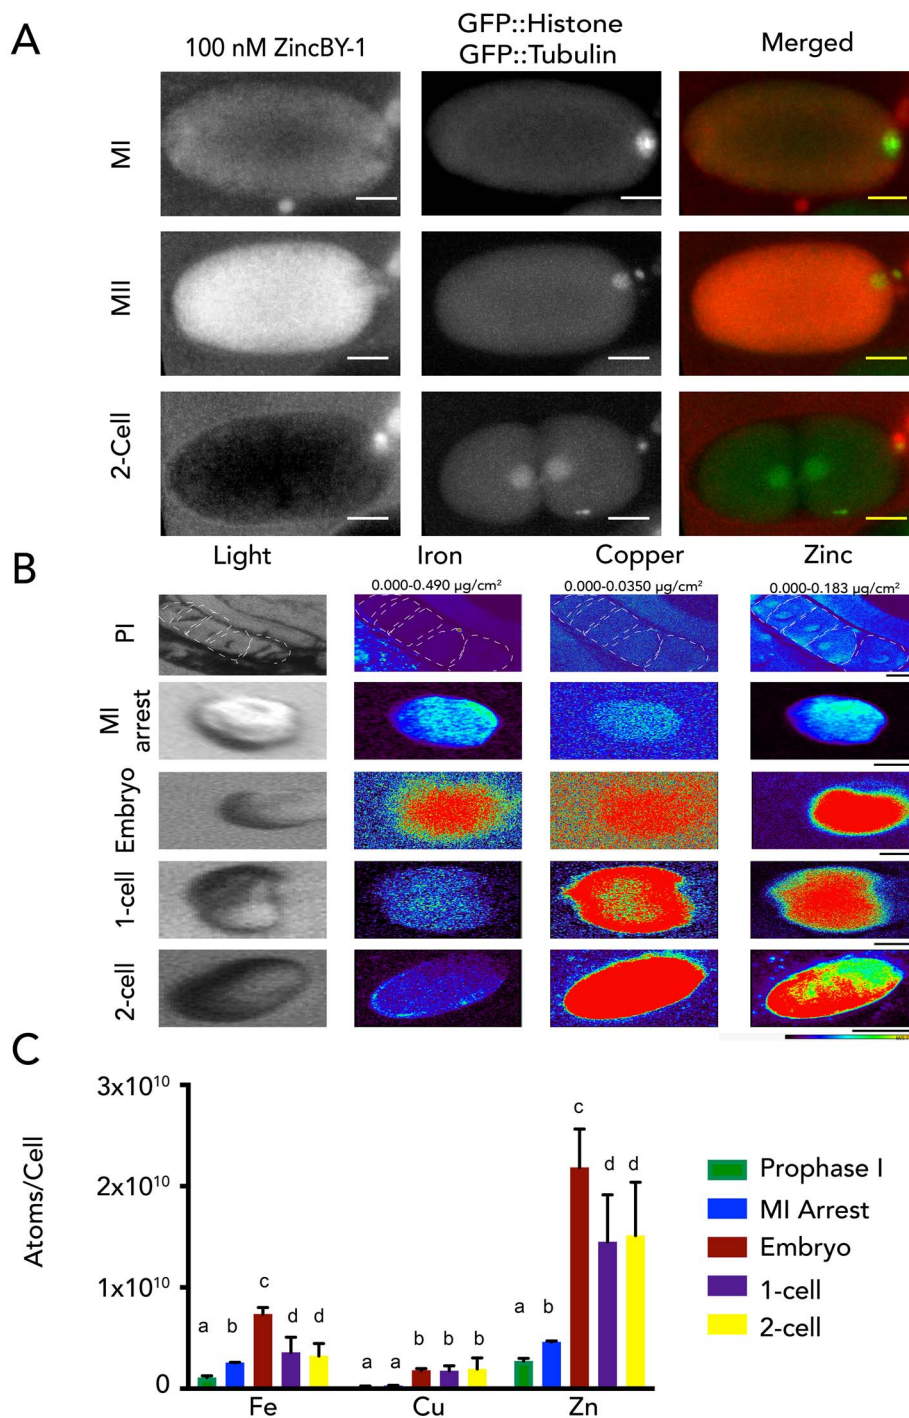 A
100 nM ZincBY-1
GFP::Histone
GFP::Tubulin
Merged
MI
MII
2-Cell
B
Light
Iron
Copper
Zinc
0.000-0.490 µg/cm²
0.000-0.0350 µg/cm²
0.000-0.183 µg/cm²
PI
MI
arrest
Embryo
1-cell
2-cell
C
Atoms/Cell
3x10¹⁰
2x10¹⁰
1x10¹⁰
0
a b c d d
a a b b b
a b c d d
Fe
Cu
Zn
Prophase I
MI Arrest
Embryo
1-cell
2-cell